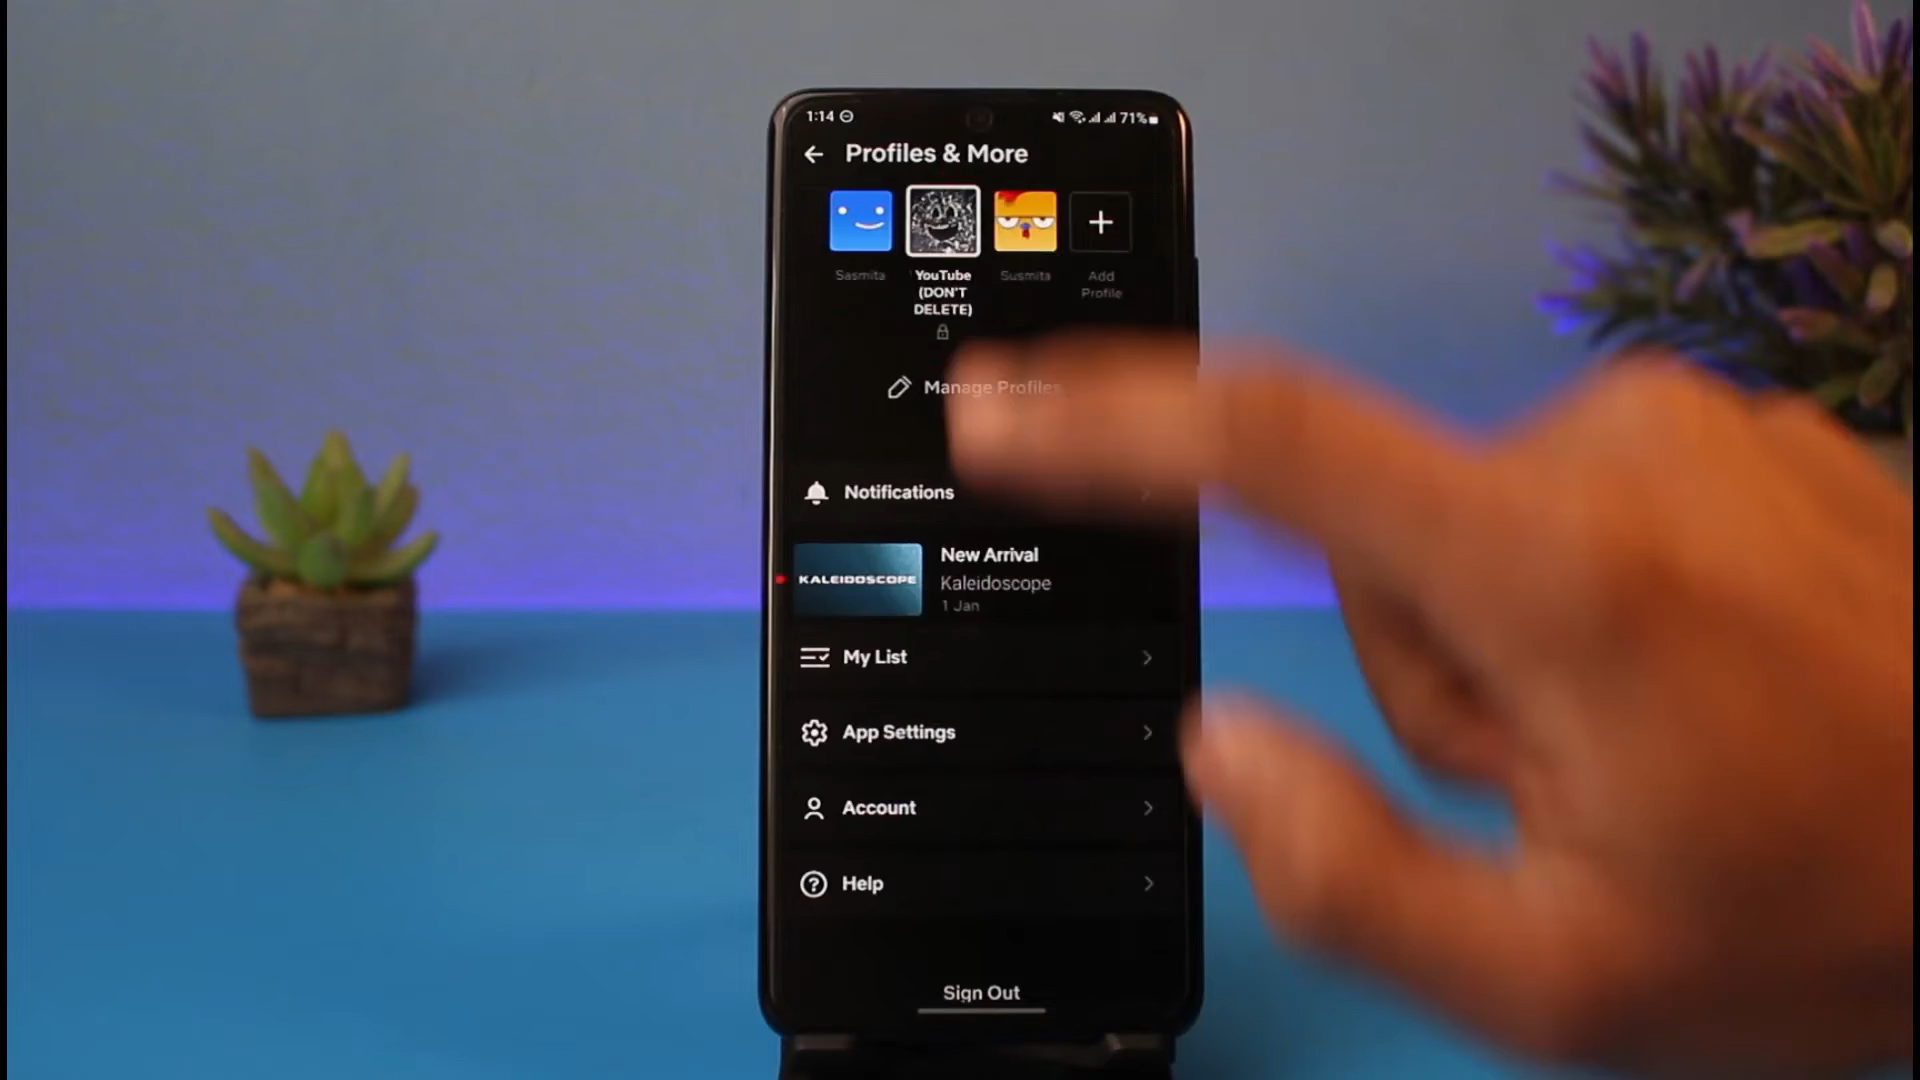 1:14
71%
Profiles & More
Sasmita
YouTube
(DON'T
DELETE)
Susmita
Add
Profile
Manage Profiles
Notifications
KALEIDOSCOPE
New Arrival
Kaleidoscope
1 Jan
My List
App Settings
Account
Help
Sign Out